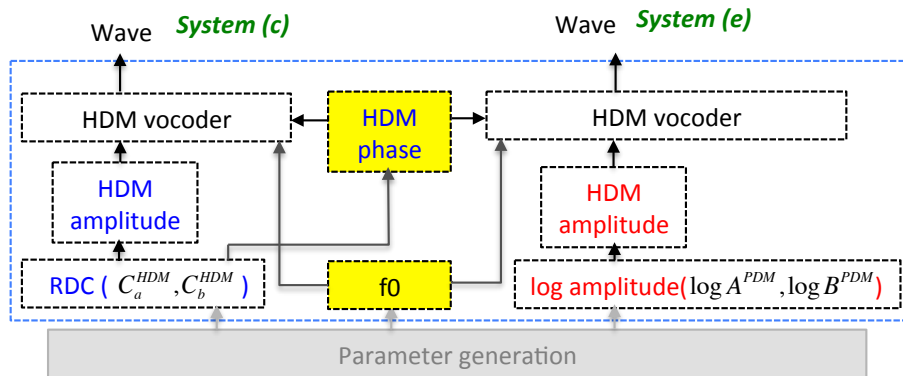 Wave System (c) Wave System (e)
HDM vocoder HDM phase HDM vocoder
HDM amplitude HDM amplitude
RDC ( C_a^{HDM}, C_b^{HDM} ) f0 log amplitude( log A^{PDM}, log B^{PDM} )
Parameter generation